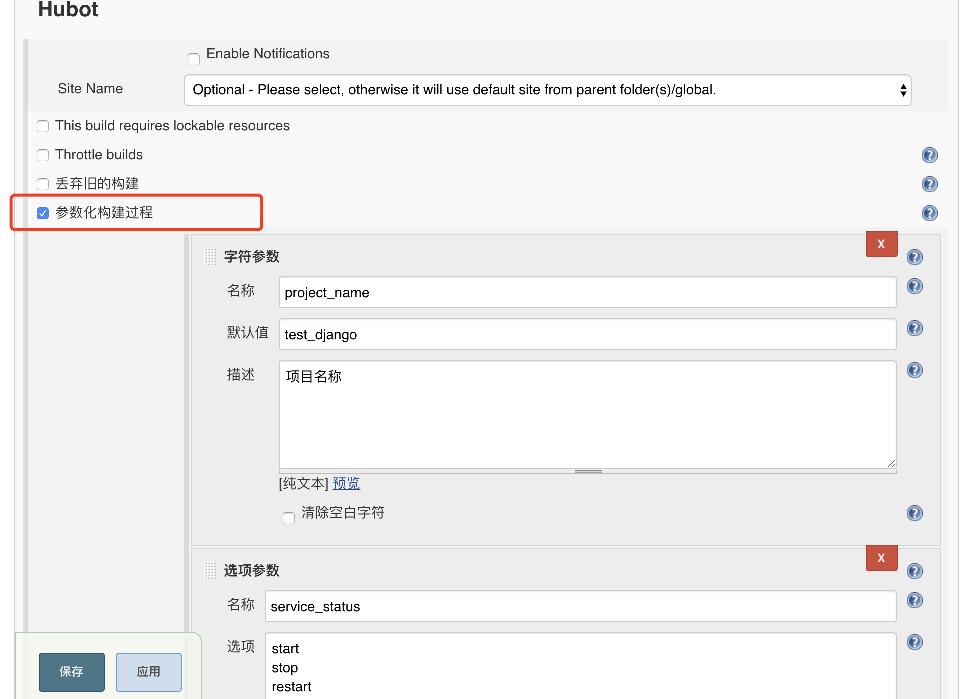 Hubot
Enable Notifications
Site Name
Optional - Please select, otherwise it will use default site from parent folder(s)/global.
This build requires lockable resources
Throttle builds
丢弃旧的构建
参数化构建过程
X
字符参数
名称
project_name
默认值
test_django
描述
项目名称
[纯文本] 预览
清除空白字符
X
选项参数
名称
service_status
选项
start
stop
restart
保存
应用